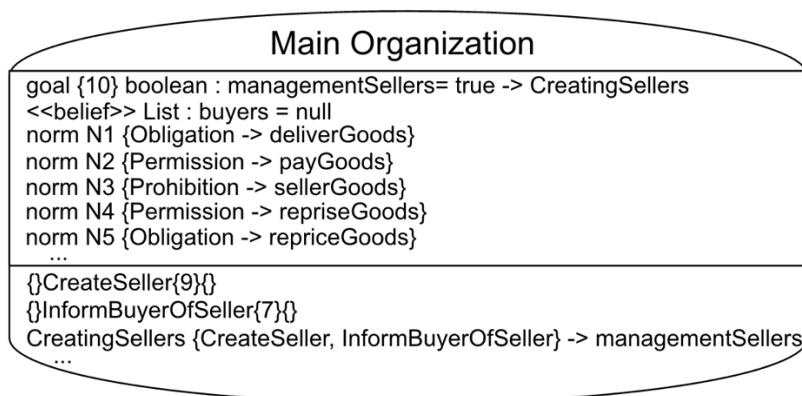 Main Organization
goal {10} boolean : managementSellers= true -> CreatingSellers
<<belief>> List : buyers = null
norm N1 {Obligation -> deliverGoods}
norm N2 {Permission -> payGoods}
norm N3 {Prohibition -> sellerGoods}
norm N4 {Permission -> repriseGoods}
norm N5 {Obligation -> repriceGoods}
...
{}CreateSeller{9}{}
{}InformBuyerOfSeller{7}{}
CreatingSellers {CreateSeller, InformBuyerOfSeller} -> managementSellers
...